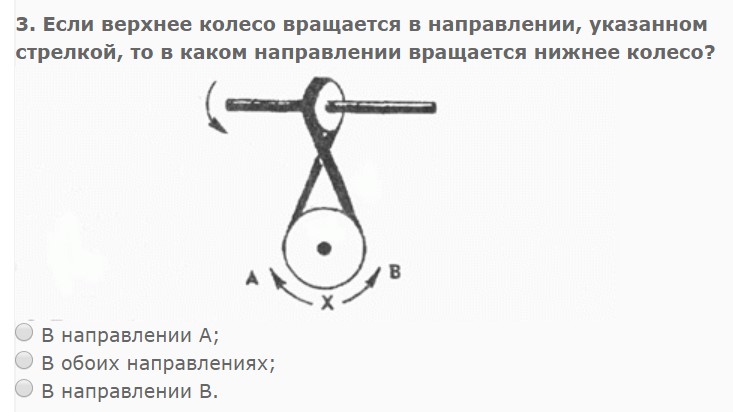 3. Если верхнее колесо вращается в направлении, указанном
стрелкой, то в каком направлении вращается нижнее колесо?
A B
X
В направлении А;
В обоих направлениях;
В направлении В.